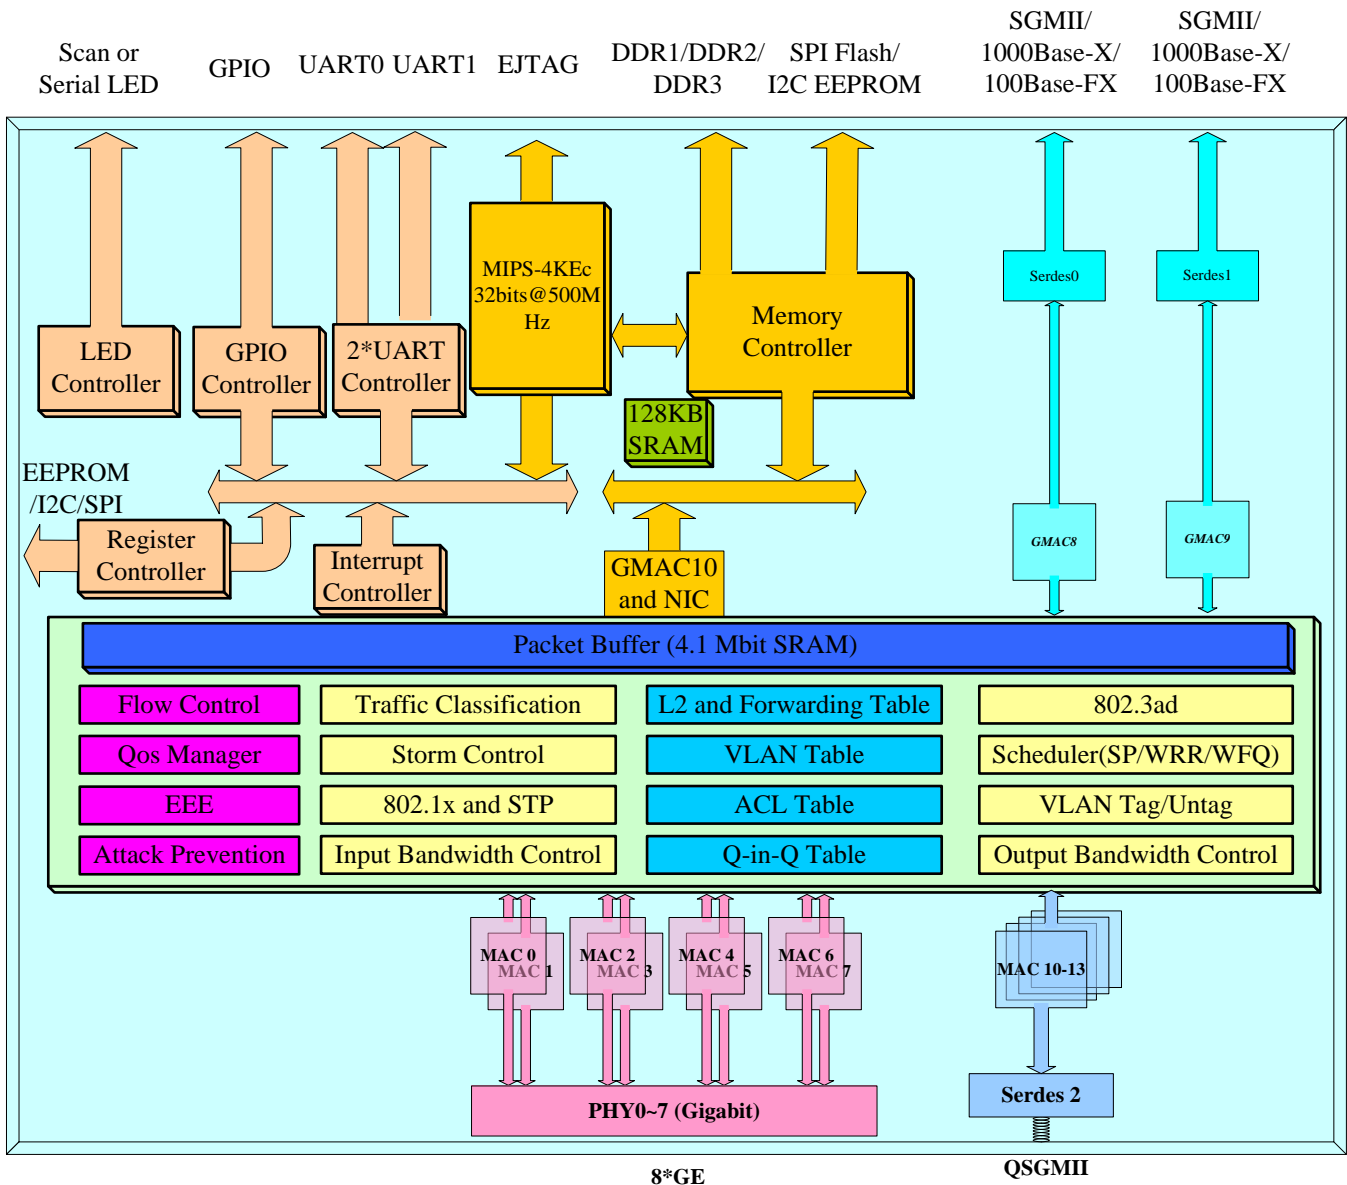 Scan or
Serial LED
GPIO
UART0 UART1
EJTAG
DDR1/DDR2/
DDR3
SPI Flash/
I2C EEPROM
SGMII/
1000Base-X/
100Base-FX
SGMII/
1000Base-X/
100Base-FX
LED
Controller
GPIO
Controller
2*UART
Controller
MIPS-4KEc
32bits@500M
Hz
Memory
Controller
128KB
SRAM
Serdes0
Serdes1
EEPROM
/I2C/SPI
Register
Controller
Interrupt
Controller
GMAC10
and NIC
GMAC8
GMAC9
Packet Buffer (4.1 Mbit SRAM)
Flow Control
Traffic Classification
L2 and Forwarding Table
802.3ad
Qos Manager
Storm Control
VLAN Table
Scheduler(SP/WRR/WFQ)
EEE
802.1x and STP
ACL Table
VLAN Tag/Untag
Attack Prevention
Input Bandwidth Control
Q-in-Q Table
Output Bandwidth Control
MAC 0
MAC 1
MAC 2
MAC 3
MAC 4
MAC 5
MAC 6
MAC 7
MAC 10-13
PHY0~7 (Gigabit)
Serdes 2
8*GE
QSGMII